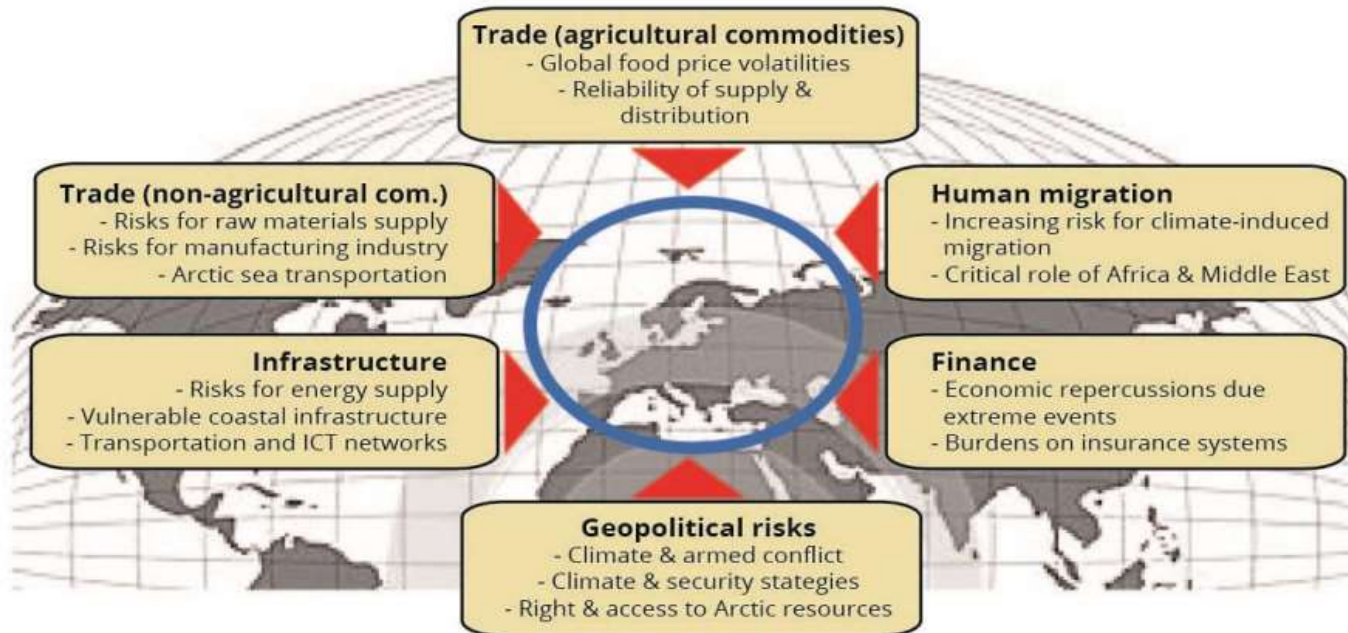 Trade (agricultural commodities)
- Global food price volatilities
- Reliability of supply &
distribution
Trade (non-agricultural com.)
- Risks for raw materials supply
- Risks for manufacturing industry
- Arctic sea transportation
Human migration
- Increasing risk for climate-induced
migration
- Critical role of Africa & Middle East
Infrastructure
- Risks for energy supply
- Vulnerable coastal infrastructure
- Transportation and ICT networks
Finance
- Economic repercussions due
extreme events
- Burdens on insurance systems
Geopolitical risks
- Climate & armed conflict
- Climate & security stategies
- Right & access to Arctic resources